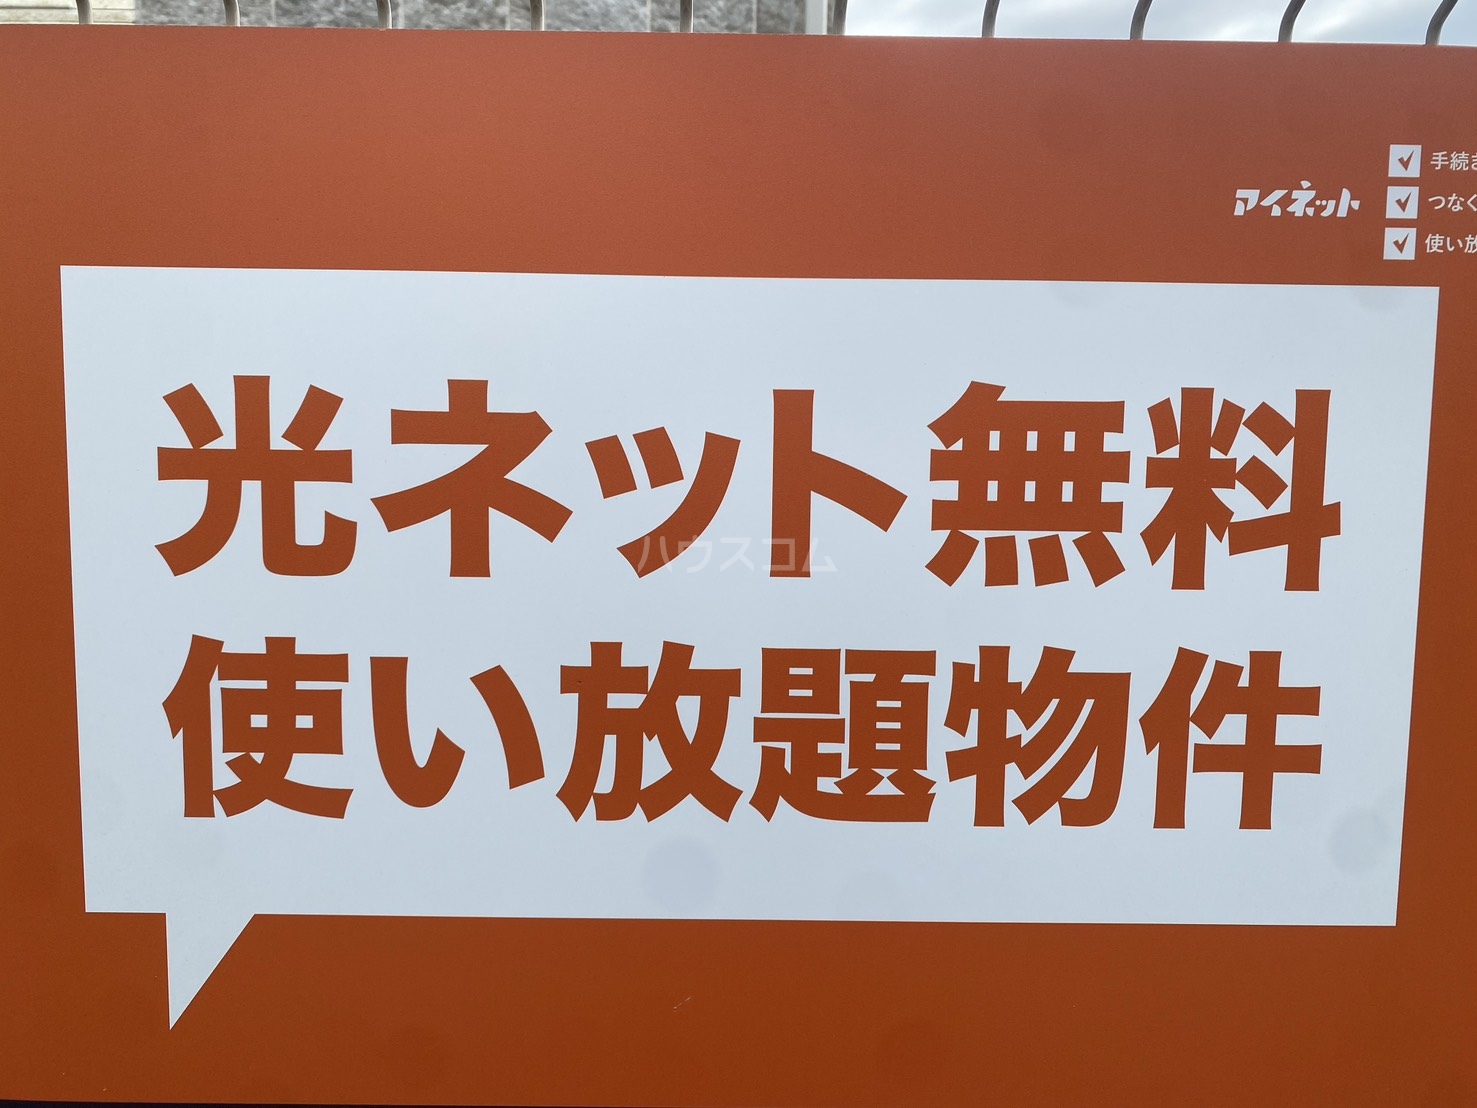 アイネット
手続き
つなぐ
使い放
光ネット無料
使い放題物件
ハウスコム